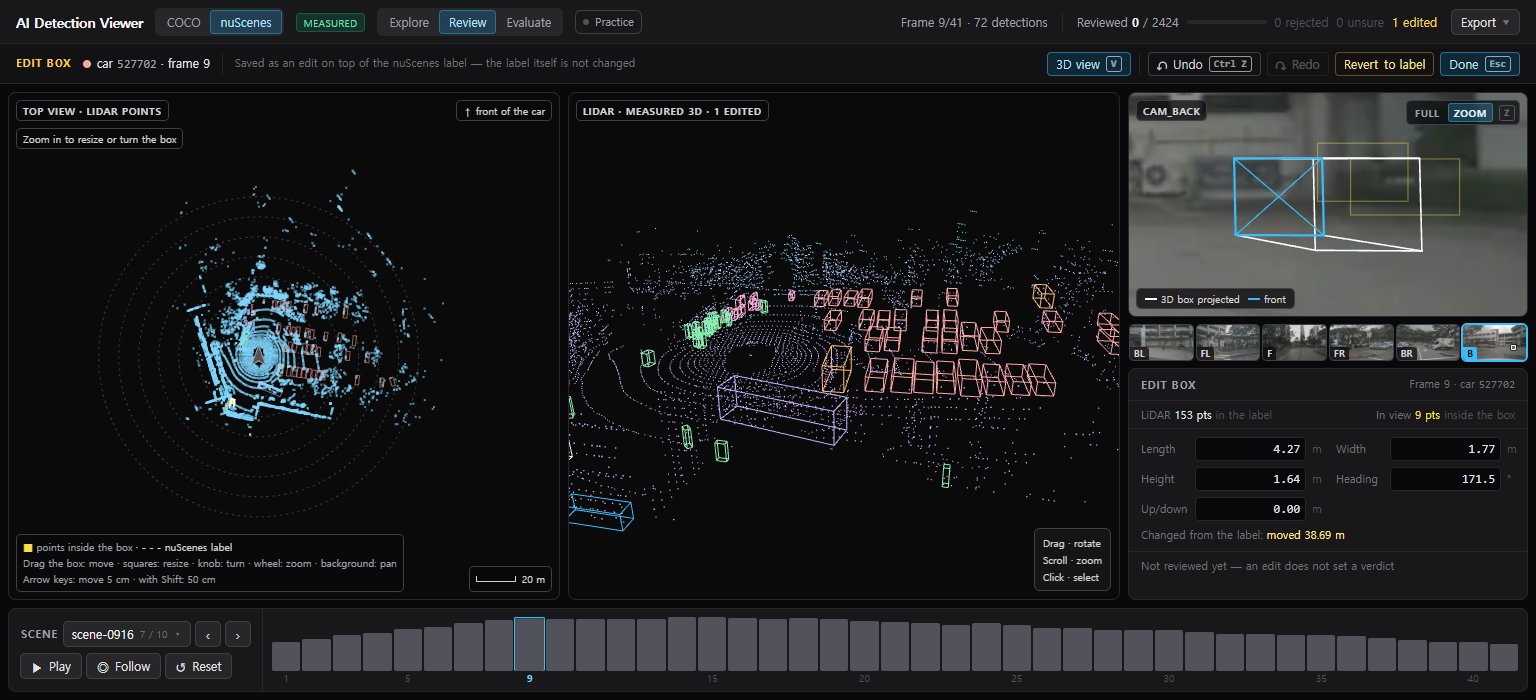 AI Detection Viewer COCO nuScenes MEASURED Explore Review Evaluate Practice Frame 9/41 · 72 detections Reviewed 0 / 2424 0 rejected 0 unsure 1 edited Export
EDIT BOX car 527702 · frame 9 Saved as an edit on top of the nuScenes label — the label itself is not changed 3D view V Undo Ctrl Z Redo Revert to label Done Esc
TOP VIEW · LIDAR POINTS
↑ front of the car
Zoom in to resize or turn the box
points inside the box · - - - nuScenes label
Drag the box: move · squares: resize · knob: turn · wheel: zoom · background: pan
Arrow keys: move 5 cm · with Shift: 50 cm
20 m
LIDAR · MEASURED 3D · 1 EDITED
Drag · rotate
Scroll · zoom
Click · select
CAM_BACK
FULL ZOOM Z
3D box projected front
BL FL F FR BR B
EDIT BOX Frame 9 · car 527702
LiDAR 153 pts in the label In view 9 pts inside the box
Length 4.27 m Width 1.77 m
Height 1.64 m Heading 171.5 °
Up/down 0.00 m
Changed from the label: moved 38.69 m
Not reviewed yet — an edit does not set a verdict
SCENE scene-0916 7 / 10 ‹ ›
Play Follow Reset
1 5 9 15 20 25 30 35 40